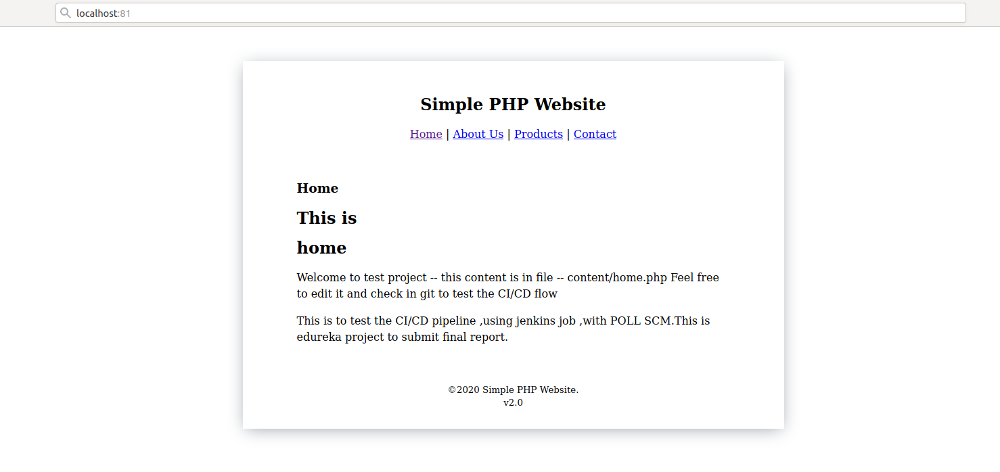 localhost:81
Simple PHP Website
Home | About Us | Products | Contact
Home
This is
home
Welcome to test project -- this content is in file -- content/home.php Feel free
to edit it and check in git to test the CI/CD flow
This is to test the CI/CD pipeline ,using jenkins job ,with POLL SCM.This is
edureka project to submit final report.
©2020 Simple PHP Website.
v2.0